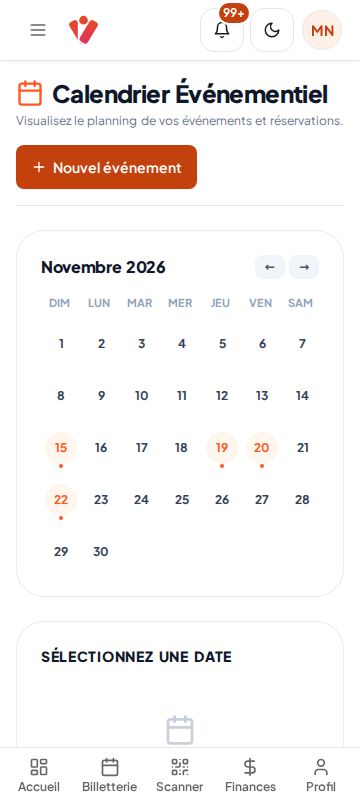 99+
MN
Calendrier Événementiel
Visualisez le planning de vos événements et réservations.
+ Nouvel événement
Novembre 2026
← →
DIM LUN MAR MER JEU VEN SAM
1 2 3 4 5 6 7
8 9 10 11 12 13 14
15 16 17 18 19 20 21
22 23 24 25 26 27 28
29 30
SÉLECTIONNEZ UNE DATE
Accueil Billetterie Scanner Finances Profil